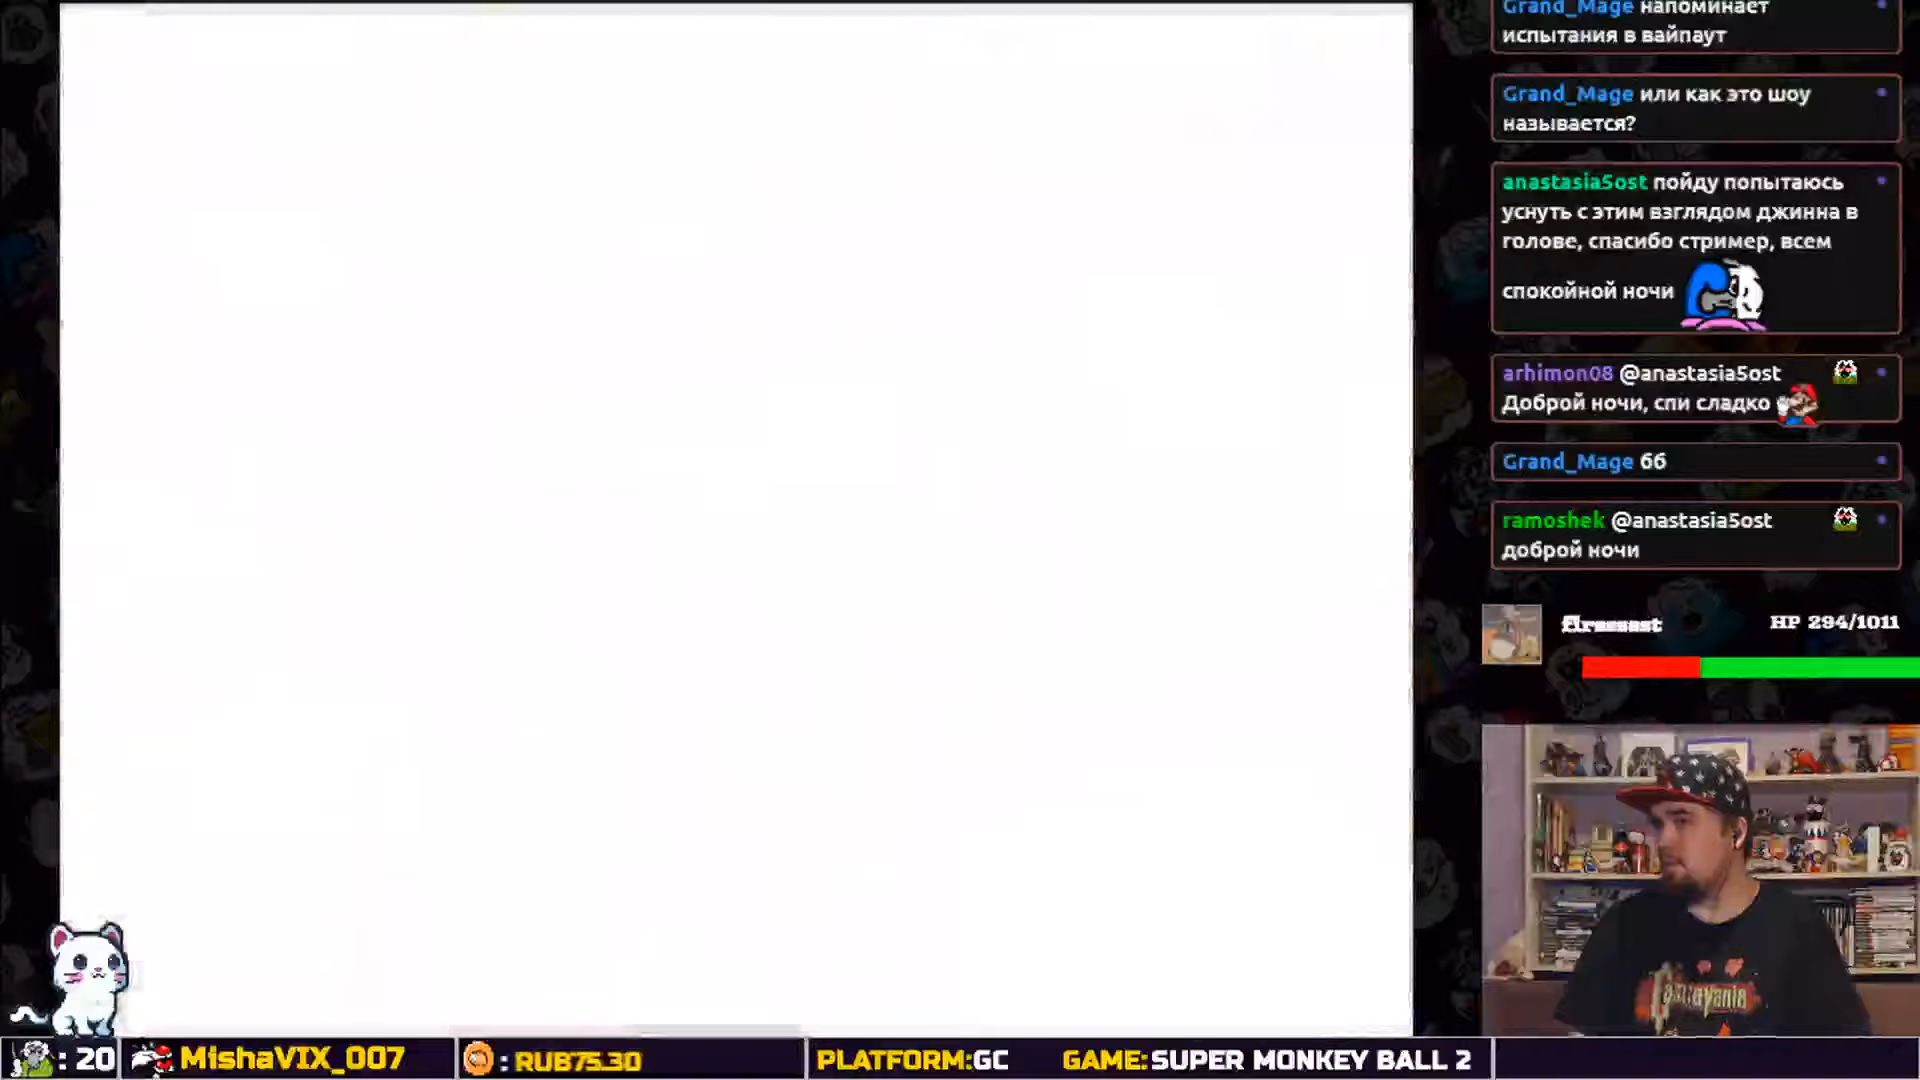 Grand_Mage напоминает
испытания в вайпаут
Grand_Mage или как это шоу
называется?
anastasia5ost пойду попытаюсь
уснуть с этим взглядом джинна в
голове, спасибо стример, всем
спокойной ночи
arhimon08 @anastasia5ost
Доброй ночи, спи сладко
Grand_Mage 66
ramoshek @anastasia5ost
доброй ночи
HP 294/1011
Castlevania
: 20
MishaVIX_007
: RUB75.30
PLATFORM:GC
GAME:SUPER MONKEY BALL 2